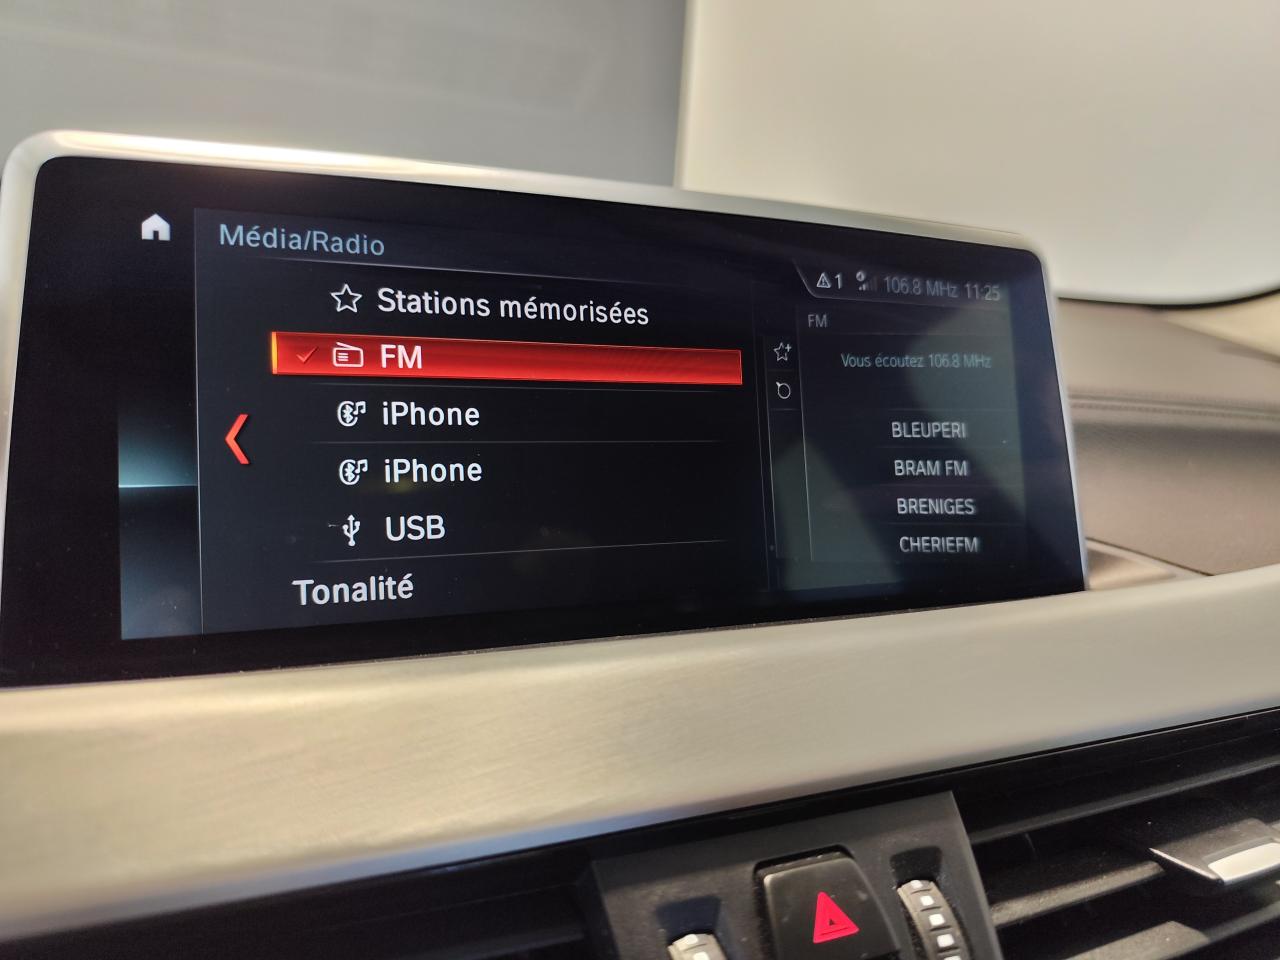 Média/Radio
Stations mémorisées
FM
iPhone
iPhone
USB
Tonalité
1 106.8 MHz 11:25
FM
Vous écoutez 106.8 MHz
BLEUPERI
BRAM FM
BRENIGES
CHERIEFM